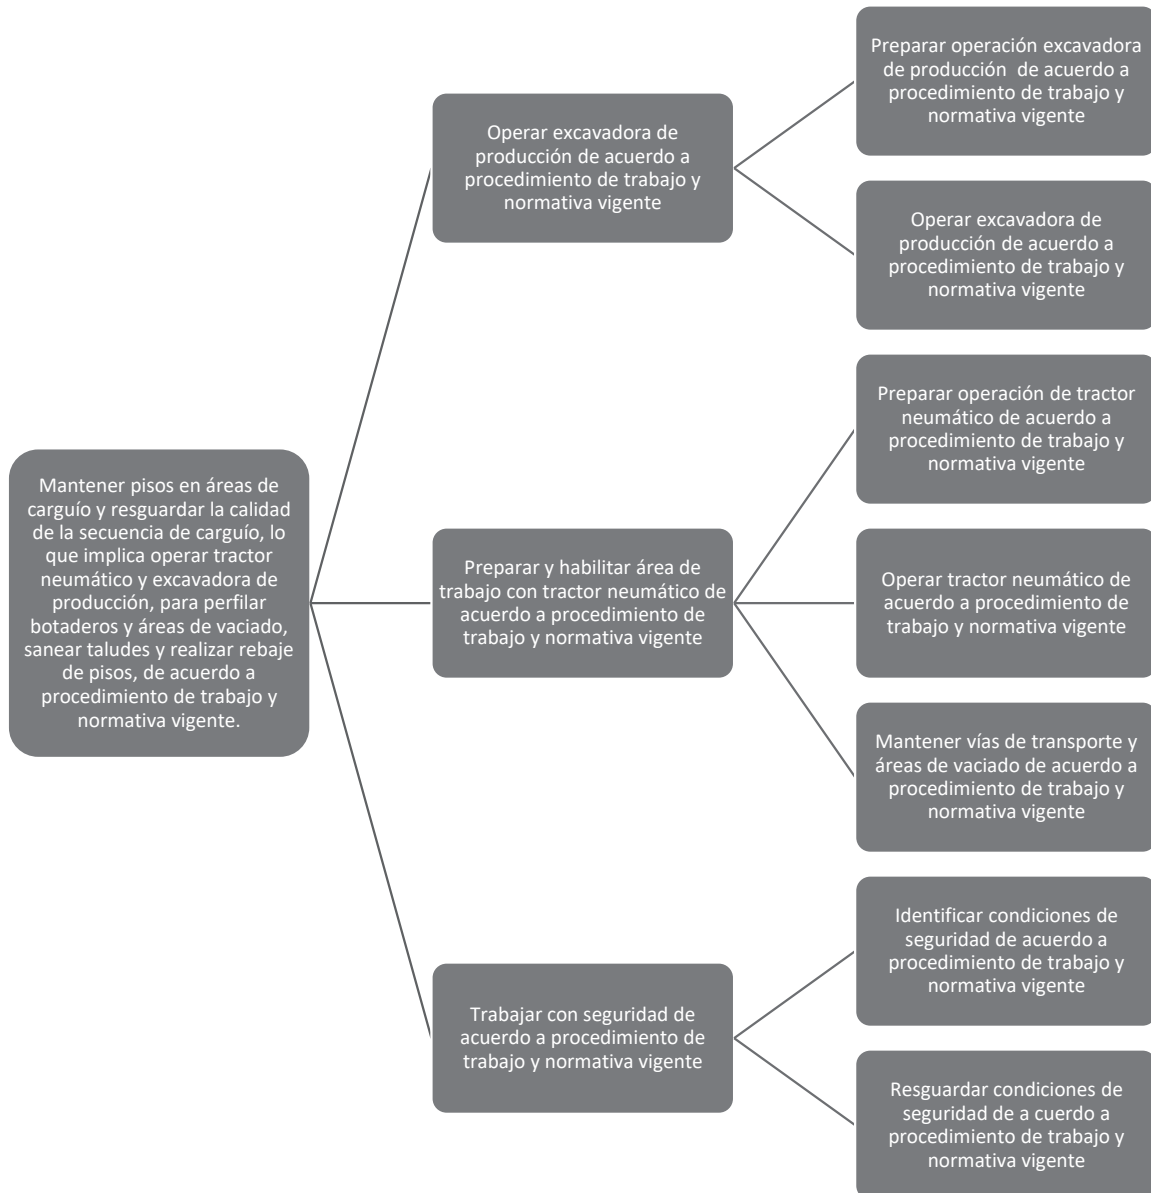 Preparar operación excavadora
de producción  de acuerdo a
procedimiento de trabajo y
normativa vigente
Operar excavadora de
producción de acuerdo a
procedimiento de trabajo y
normativa vigente
Operar excavadora de
producción de acuerdo a
procedimiento de trabajo y
normativa vigente
Preparar operación de tractor
neumático de acuerdo a
procedimiento de trabajo y
normativa vigente
Mantener pisos en áreas de
carguío y resguardar la calidad
de la secuencia de carguío, lo
que implica operar tractor
neumático y excavadora de
producción, para perfilar
botaderos y áreas de vaciado,
sanear taludes y realizar rebaje
de pisos, de acuerdo a
procedimiento de trabajo y
normativa vigente.
Preparar y habilitar área de
trabajo con tractor neumático de
acuerdo a procedimiento de
trabajo y normativa vigente
Operar tractor neumático de
acuerdo a procedimiento de
trabajo y normativa vigente
Mantener vías de transporte y
áreas de vaciado de acuerdo a
procedimiento de trabajo y
normativa vigente
Identificar condiciones de
seguridad de acuerdo a
procedimiento de trabajo y
normativa vigente
Trabajar con seguridad de
acuerdo a procedimiento de
trabajo y normativa vigente
Resguardar condiciones de
seguridad de a cuerdo a
procedimiento de trabajo y
normativa vigente